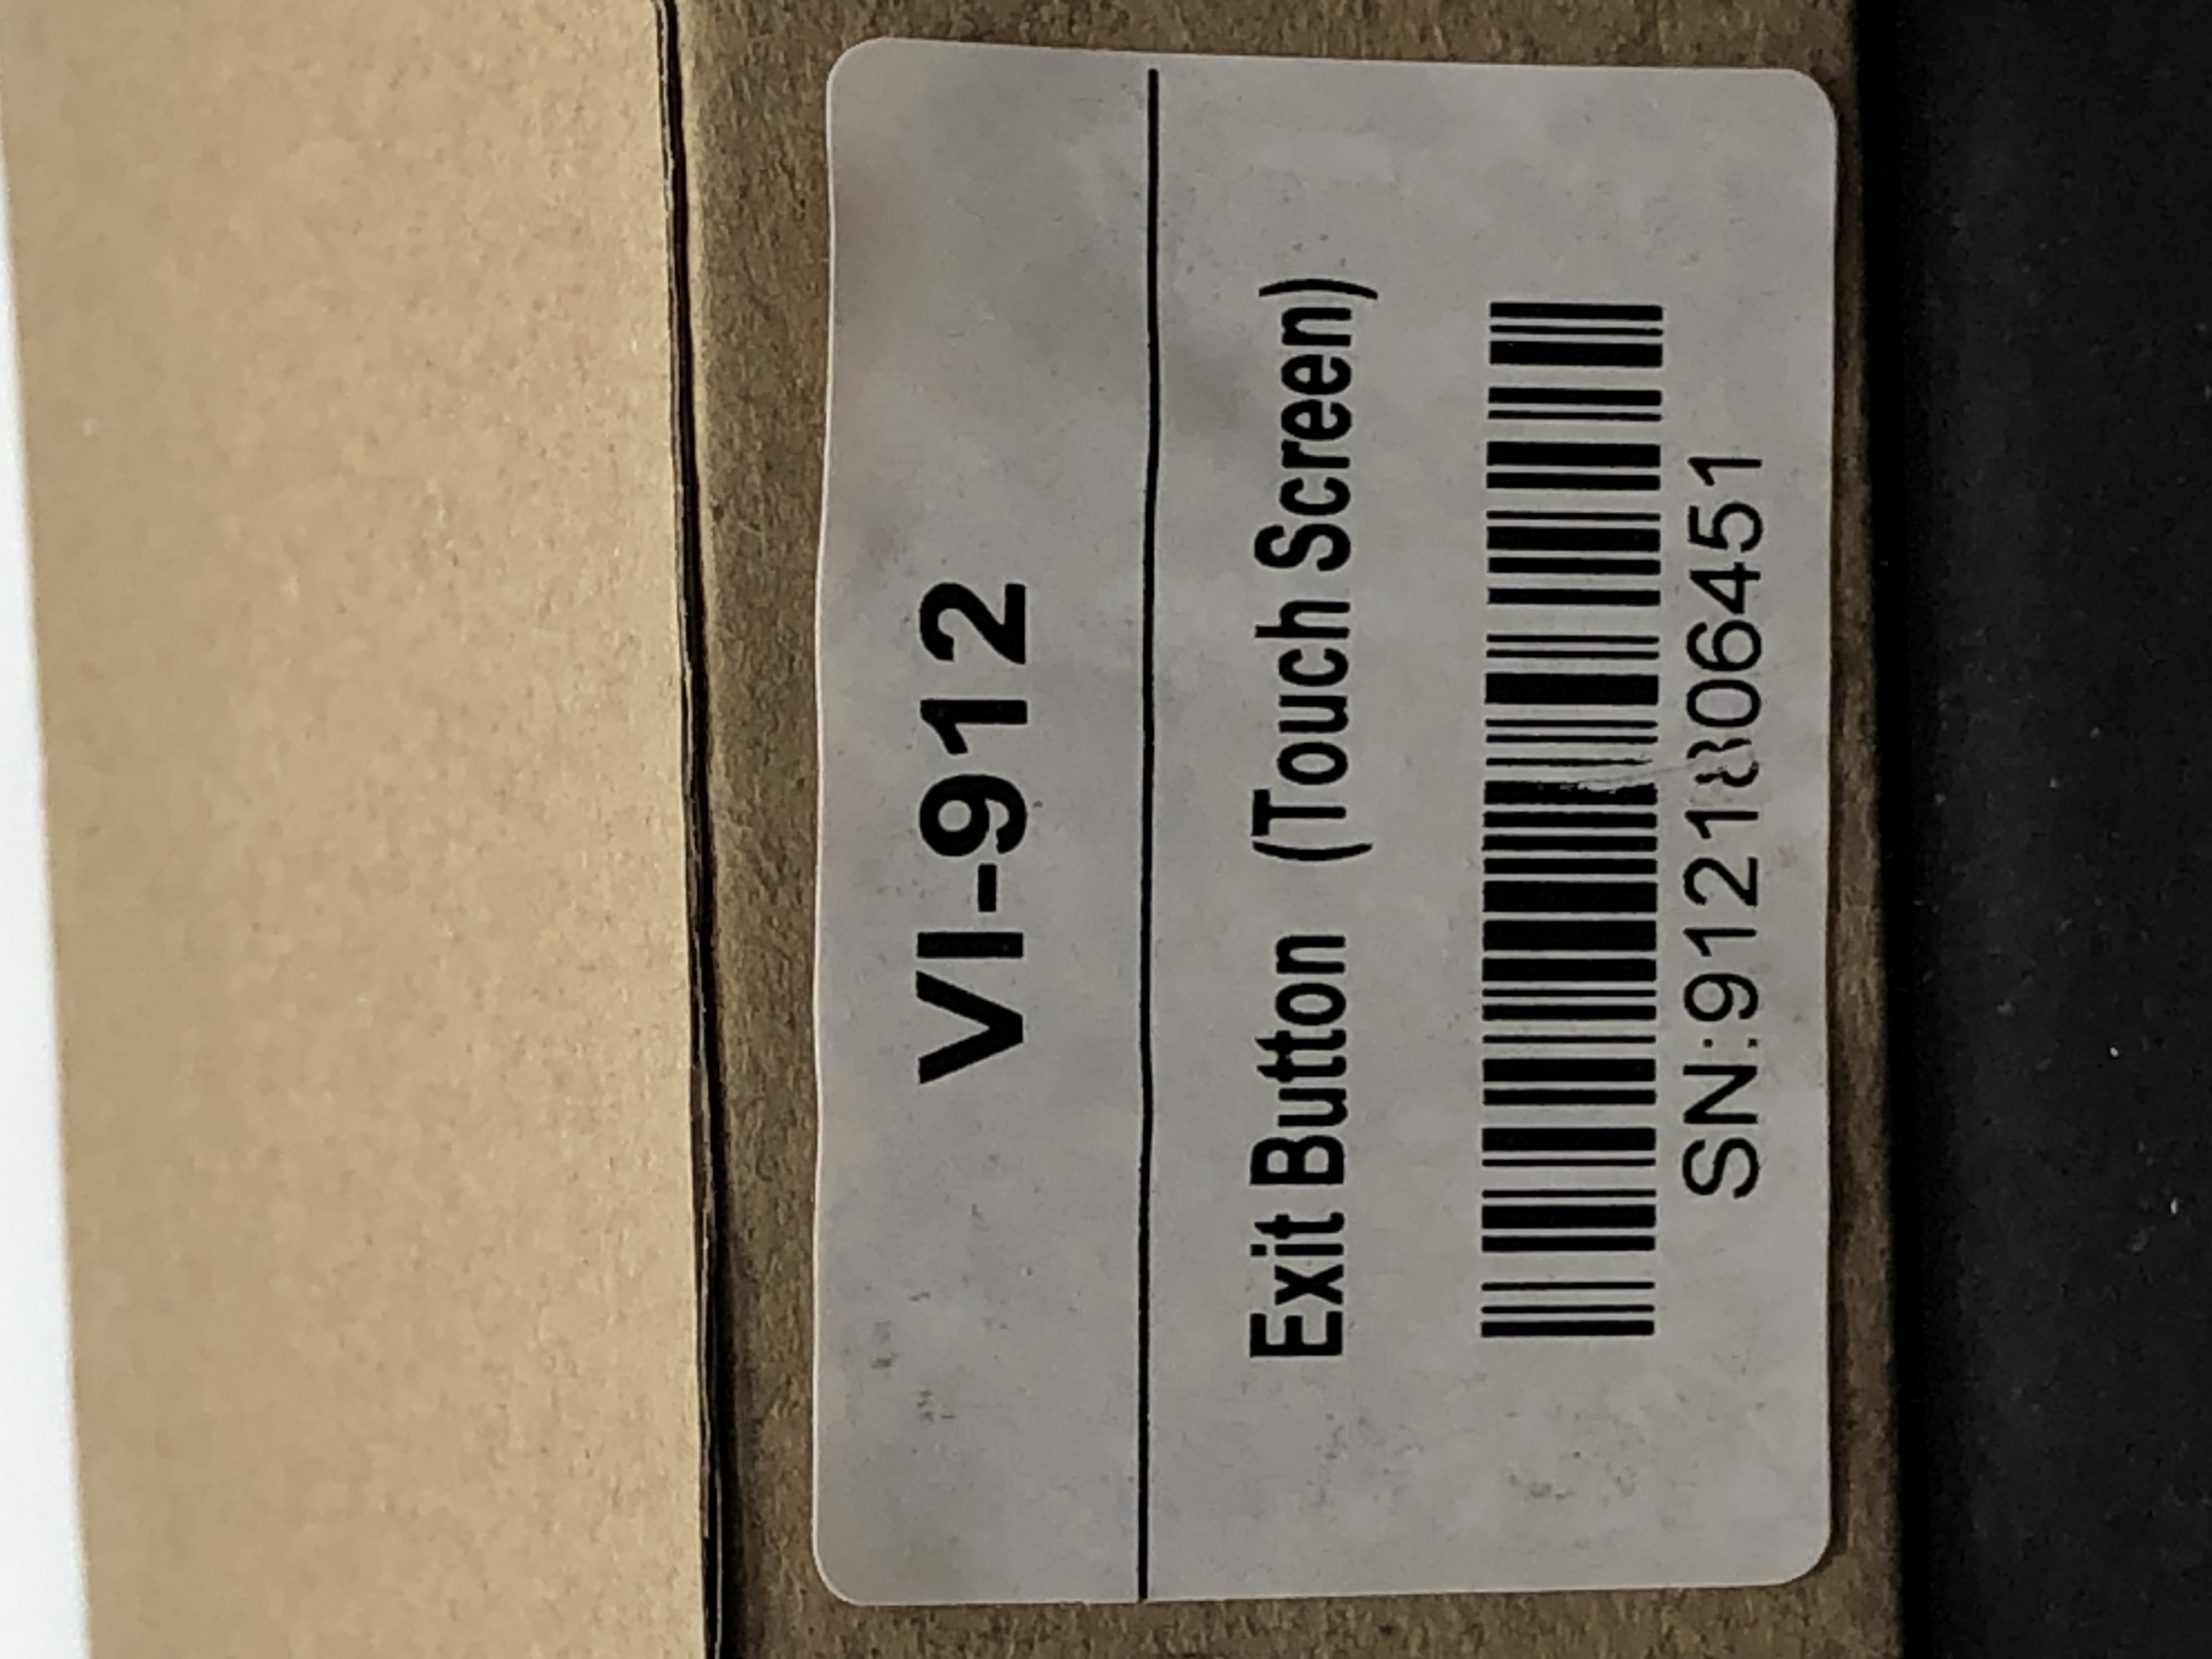 VI-912
Exit Button (Touch Screen)
SN:9121806451